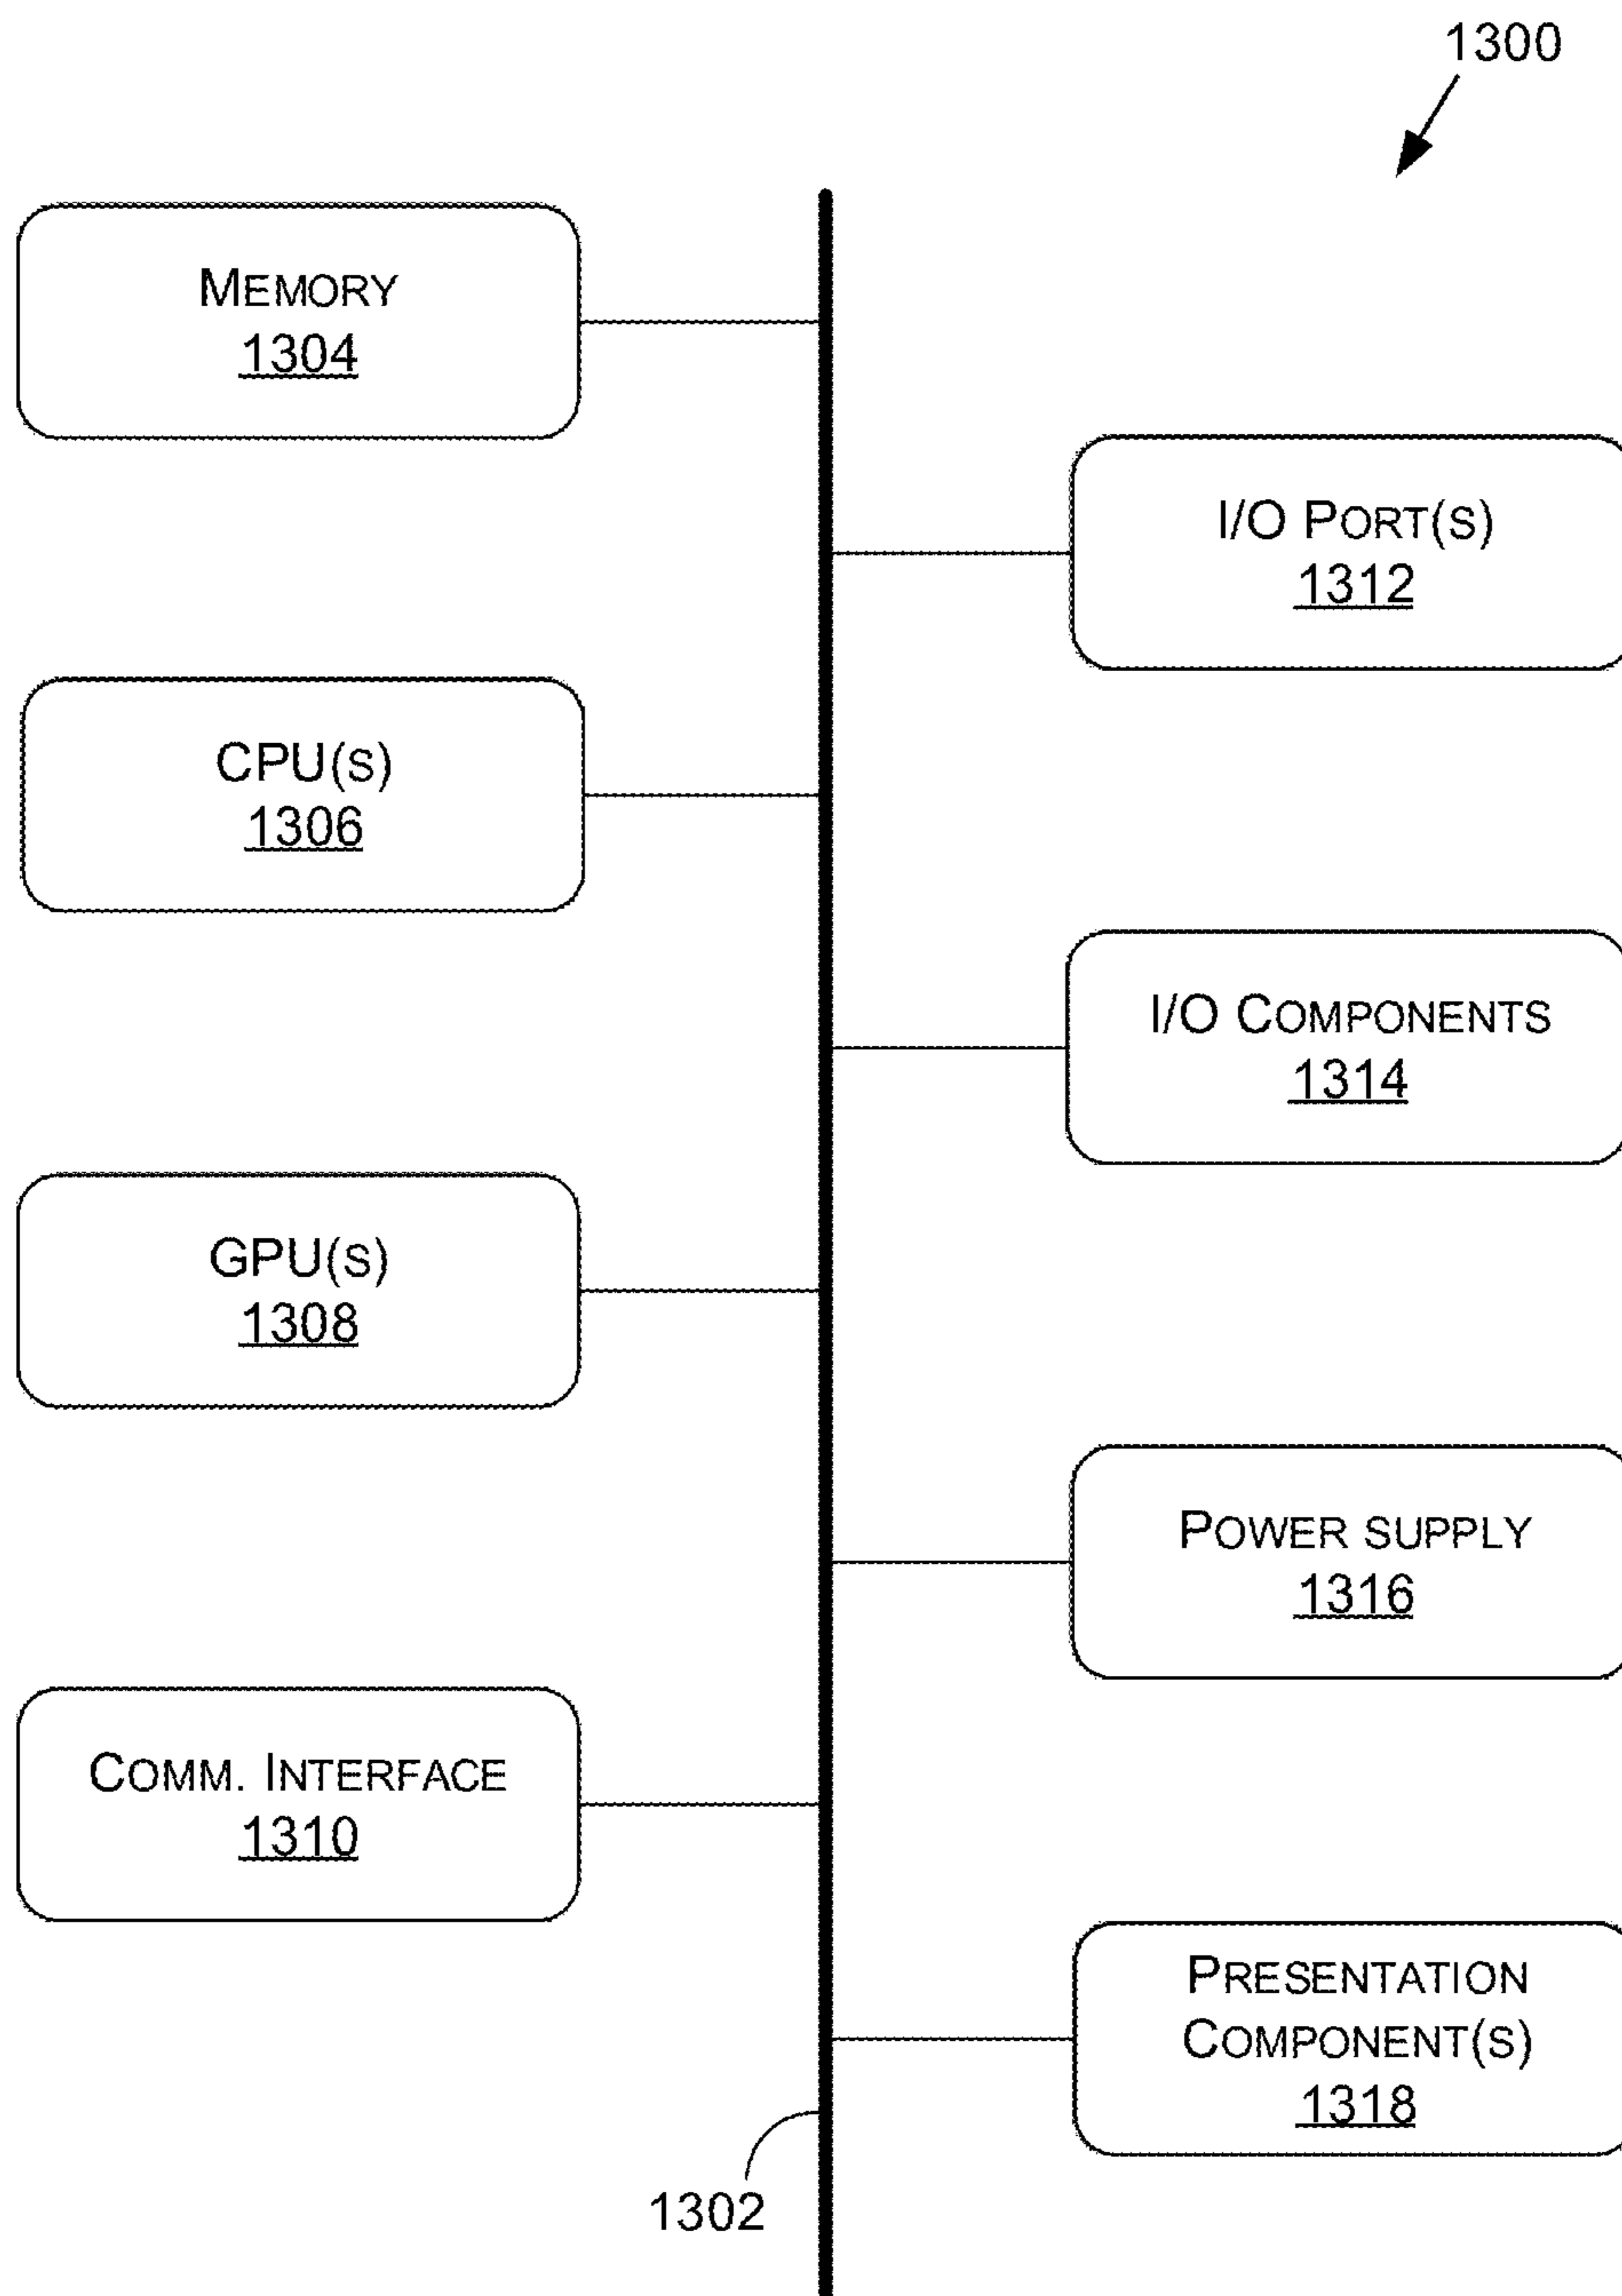 1300
MEMORY
1304
I/O PORT(S)
1312
CPU(S)
1306
I/O COMPONENTS
1314
GPU(S)
1308
POWER SUPPLY
1316
COMM. INTERFACE
1310
PRESENTATION
COMPONENT(S)
1318
1302